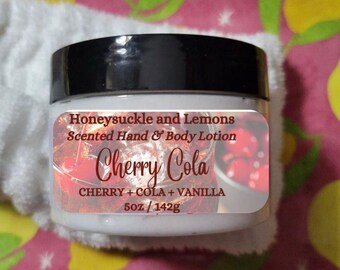 Honeysuckle and Lemons
Scented Hand & Body Lotion
Cherry Cola
CHERRY + COLA + VANILLA
5oz / 142g